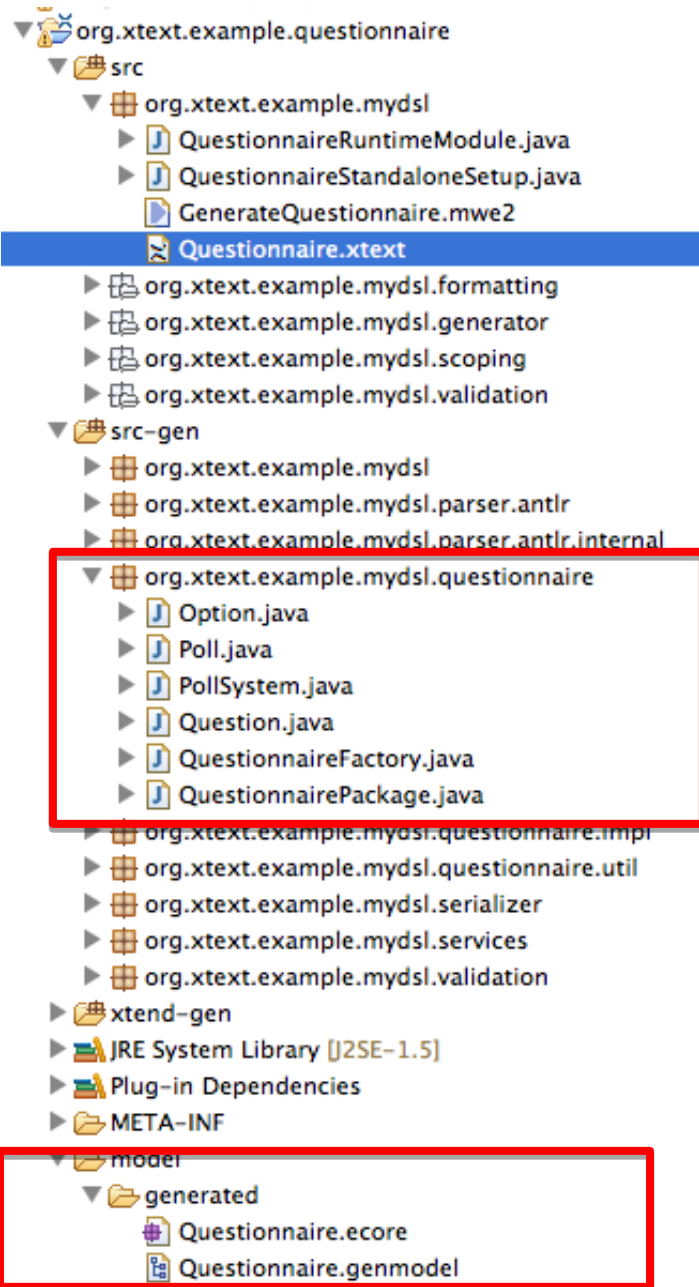 org.xtext.example.questionnaire
src
org.xtext.example.mydsl
QuestionnaireRuntimeModule.java
QuestionnaireStandaloneSetup.java
GenerateQuestionnaire.mwe2
Questionnaire.xtext
org.xtext.example.mydsl.formatting
org.xtext.example.mydsl.generator
org.xtext.example.mydsl.scoping
org.xtext.example.mydsl.validation
src-gen
org.xtext.example.mydsl
org.xtext.example.mydsl.parser.antlr
org.xtext.example.mydsl.parser.antlr.internal
org.xtext.example.mydsl.questionnaire
Option.java
Poll.java
PollSystem.java
Question.java
QuestionnaireFactory.java
QuestionnairePackage.java
org.xtext.example.mydsl.questionnaire.impl
org.xtext.example.mydsl.questionnaire.util
org.xtext.example.mydsl.serializer
org.xtext.example.mydsl.services
org.xtext.example.mydsl.validation
xtend-gen
JRE System Library [J2SE-1.5]
Plug-in Dependencies
META-INF
model
generated
Questionnaire.ecore
Questionnaire.genmodel